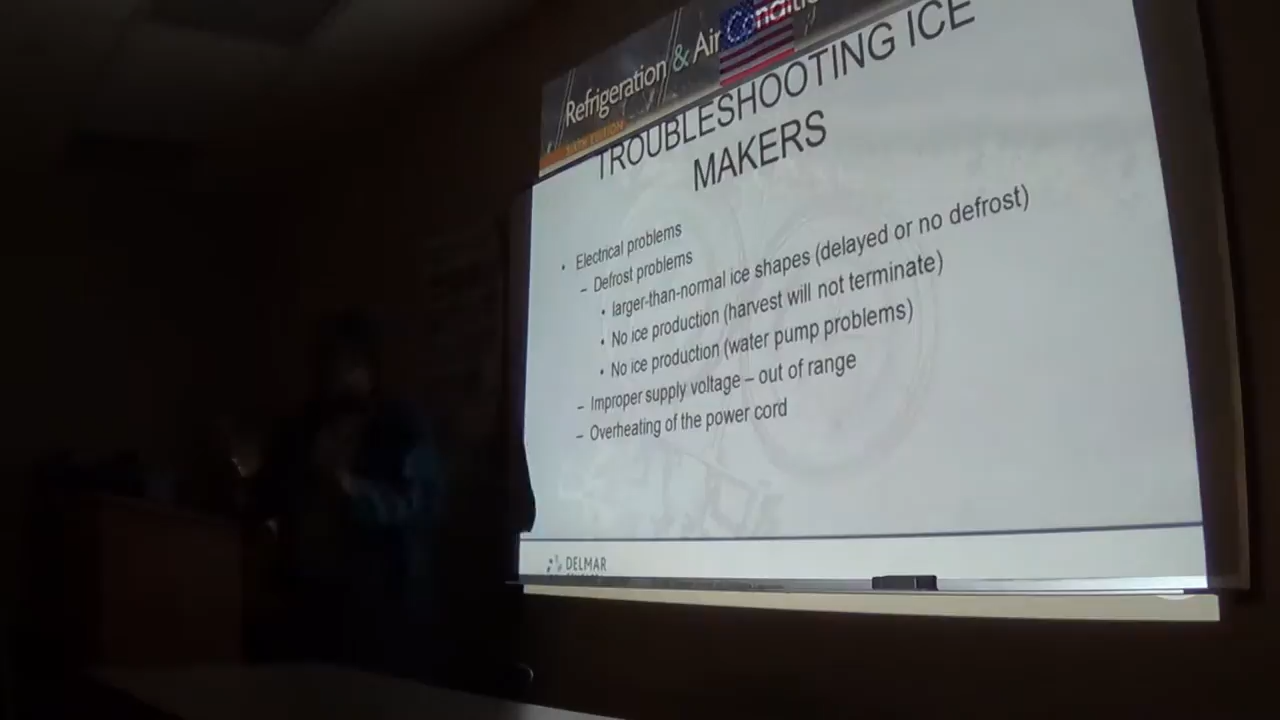 Refrigeration & Air
SIXTH EDITION
TROUBLESHOOTING ICE
MAKERS
• Electrical problems
– Defrost problems
• larger-than-normal ice shapes (delayed or no defrost)
• No ice production (harvest will not terminate)
• No ice production (water pump problems)
– Improper supply voltage – out of range
– Overheating of the power cord
DELMAR